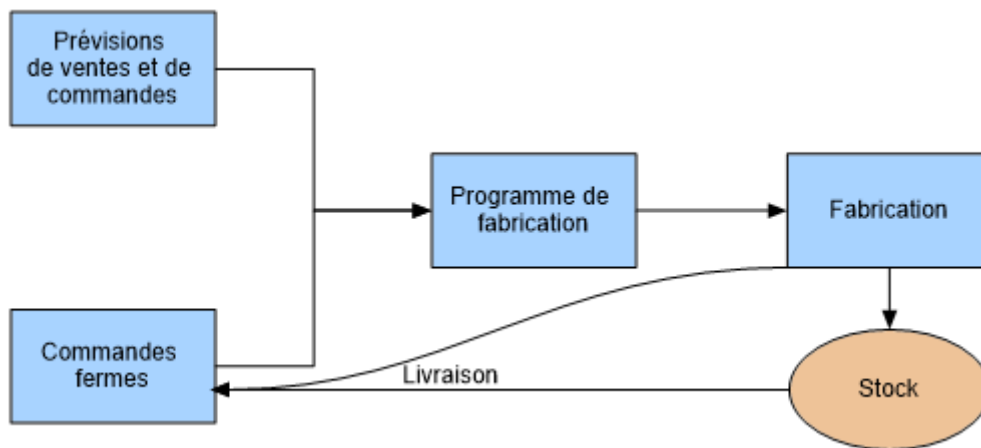 Prévisions
de ventes et de
commandes
Programme de
fabrication
Fabrication
Commandes
fermes
Livraison
Stock